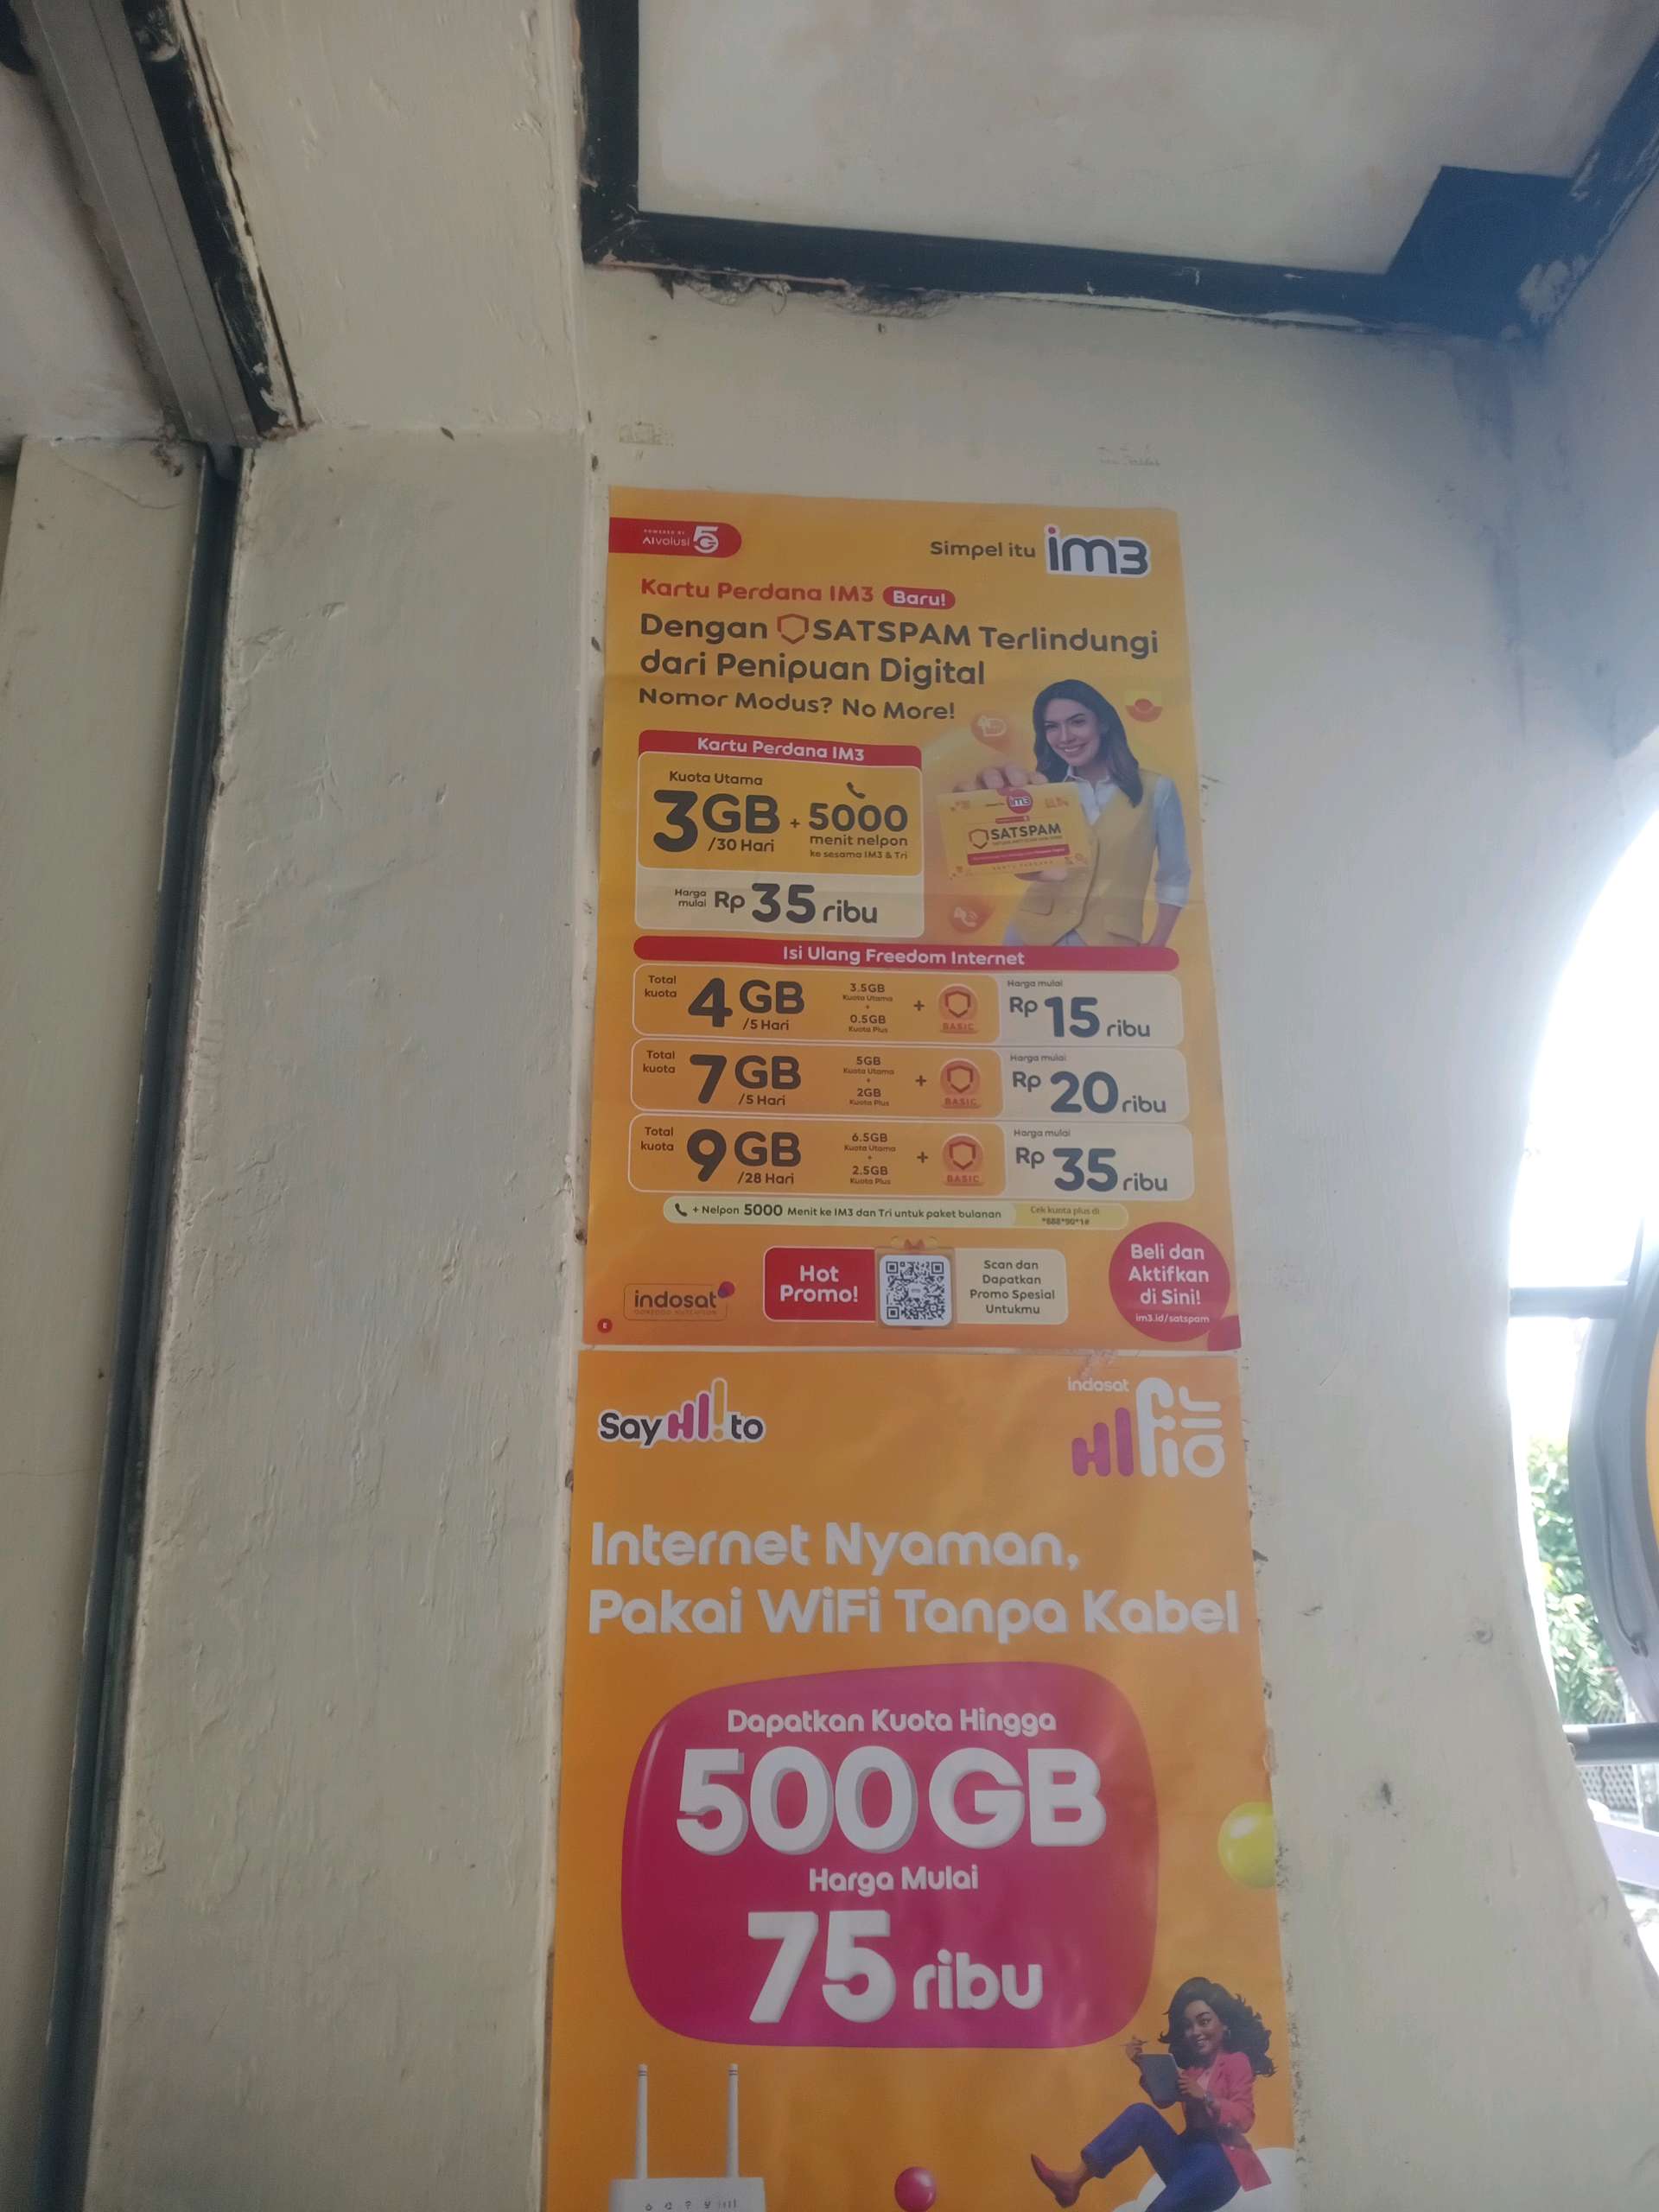 POWERED BY
AIvolusi 5G
Simpel itu im3
Kartu Perdana IM3 Baru!
Dengan SATSPAM Terlindungi
dari Penipuan Digital
Nomor Modus? No More!
Kartu Perdana IM3
Kuota Utama
3GB /30 Hari + 5000 menit nelpon
ke sesama IM3 & Tri
Harga mulai Rp 35 ribu
im3
SATSPAM
Isi Ulang Freedom Internet
Total kuota 4GB /5 Hari 3.5GB Kuota Utama + 0.5GB Kuota Plus + BASIC Harga mulai Rp 15 ribu
Total kuota 7GB /5 Hari 5GB Kuota Utama + 2GB Kuota Plus + BASIC Harga mulai Rp 20 ribu
Total kuota 9GB /28 Hari 6.5GB Kuota Utama + 2.5GB Kuota Plus + BASIC Harga mulai Rp 35 ribu
+ Nelpon 5000 Menit ke IM3 dan Tri untuk paket bulanan
Cek kuota plus di
*888*90*1#
indosat
Hot
Promo!
Scan dan
Dapatkan
Promo Spesial
Untukmu
Beli dan
Aktifkan
di Sini!
im3.id/satspam
E
Say HI! to
indosat
HIfi air
Internet Nyaman,
Pakai WiFi Tanpa Kabel
Dapatkan Kuota Hingga
500GB
Harga Mulai
75 ribu